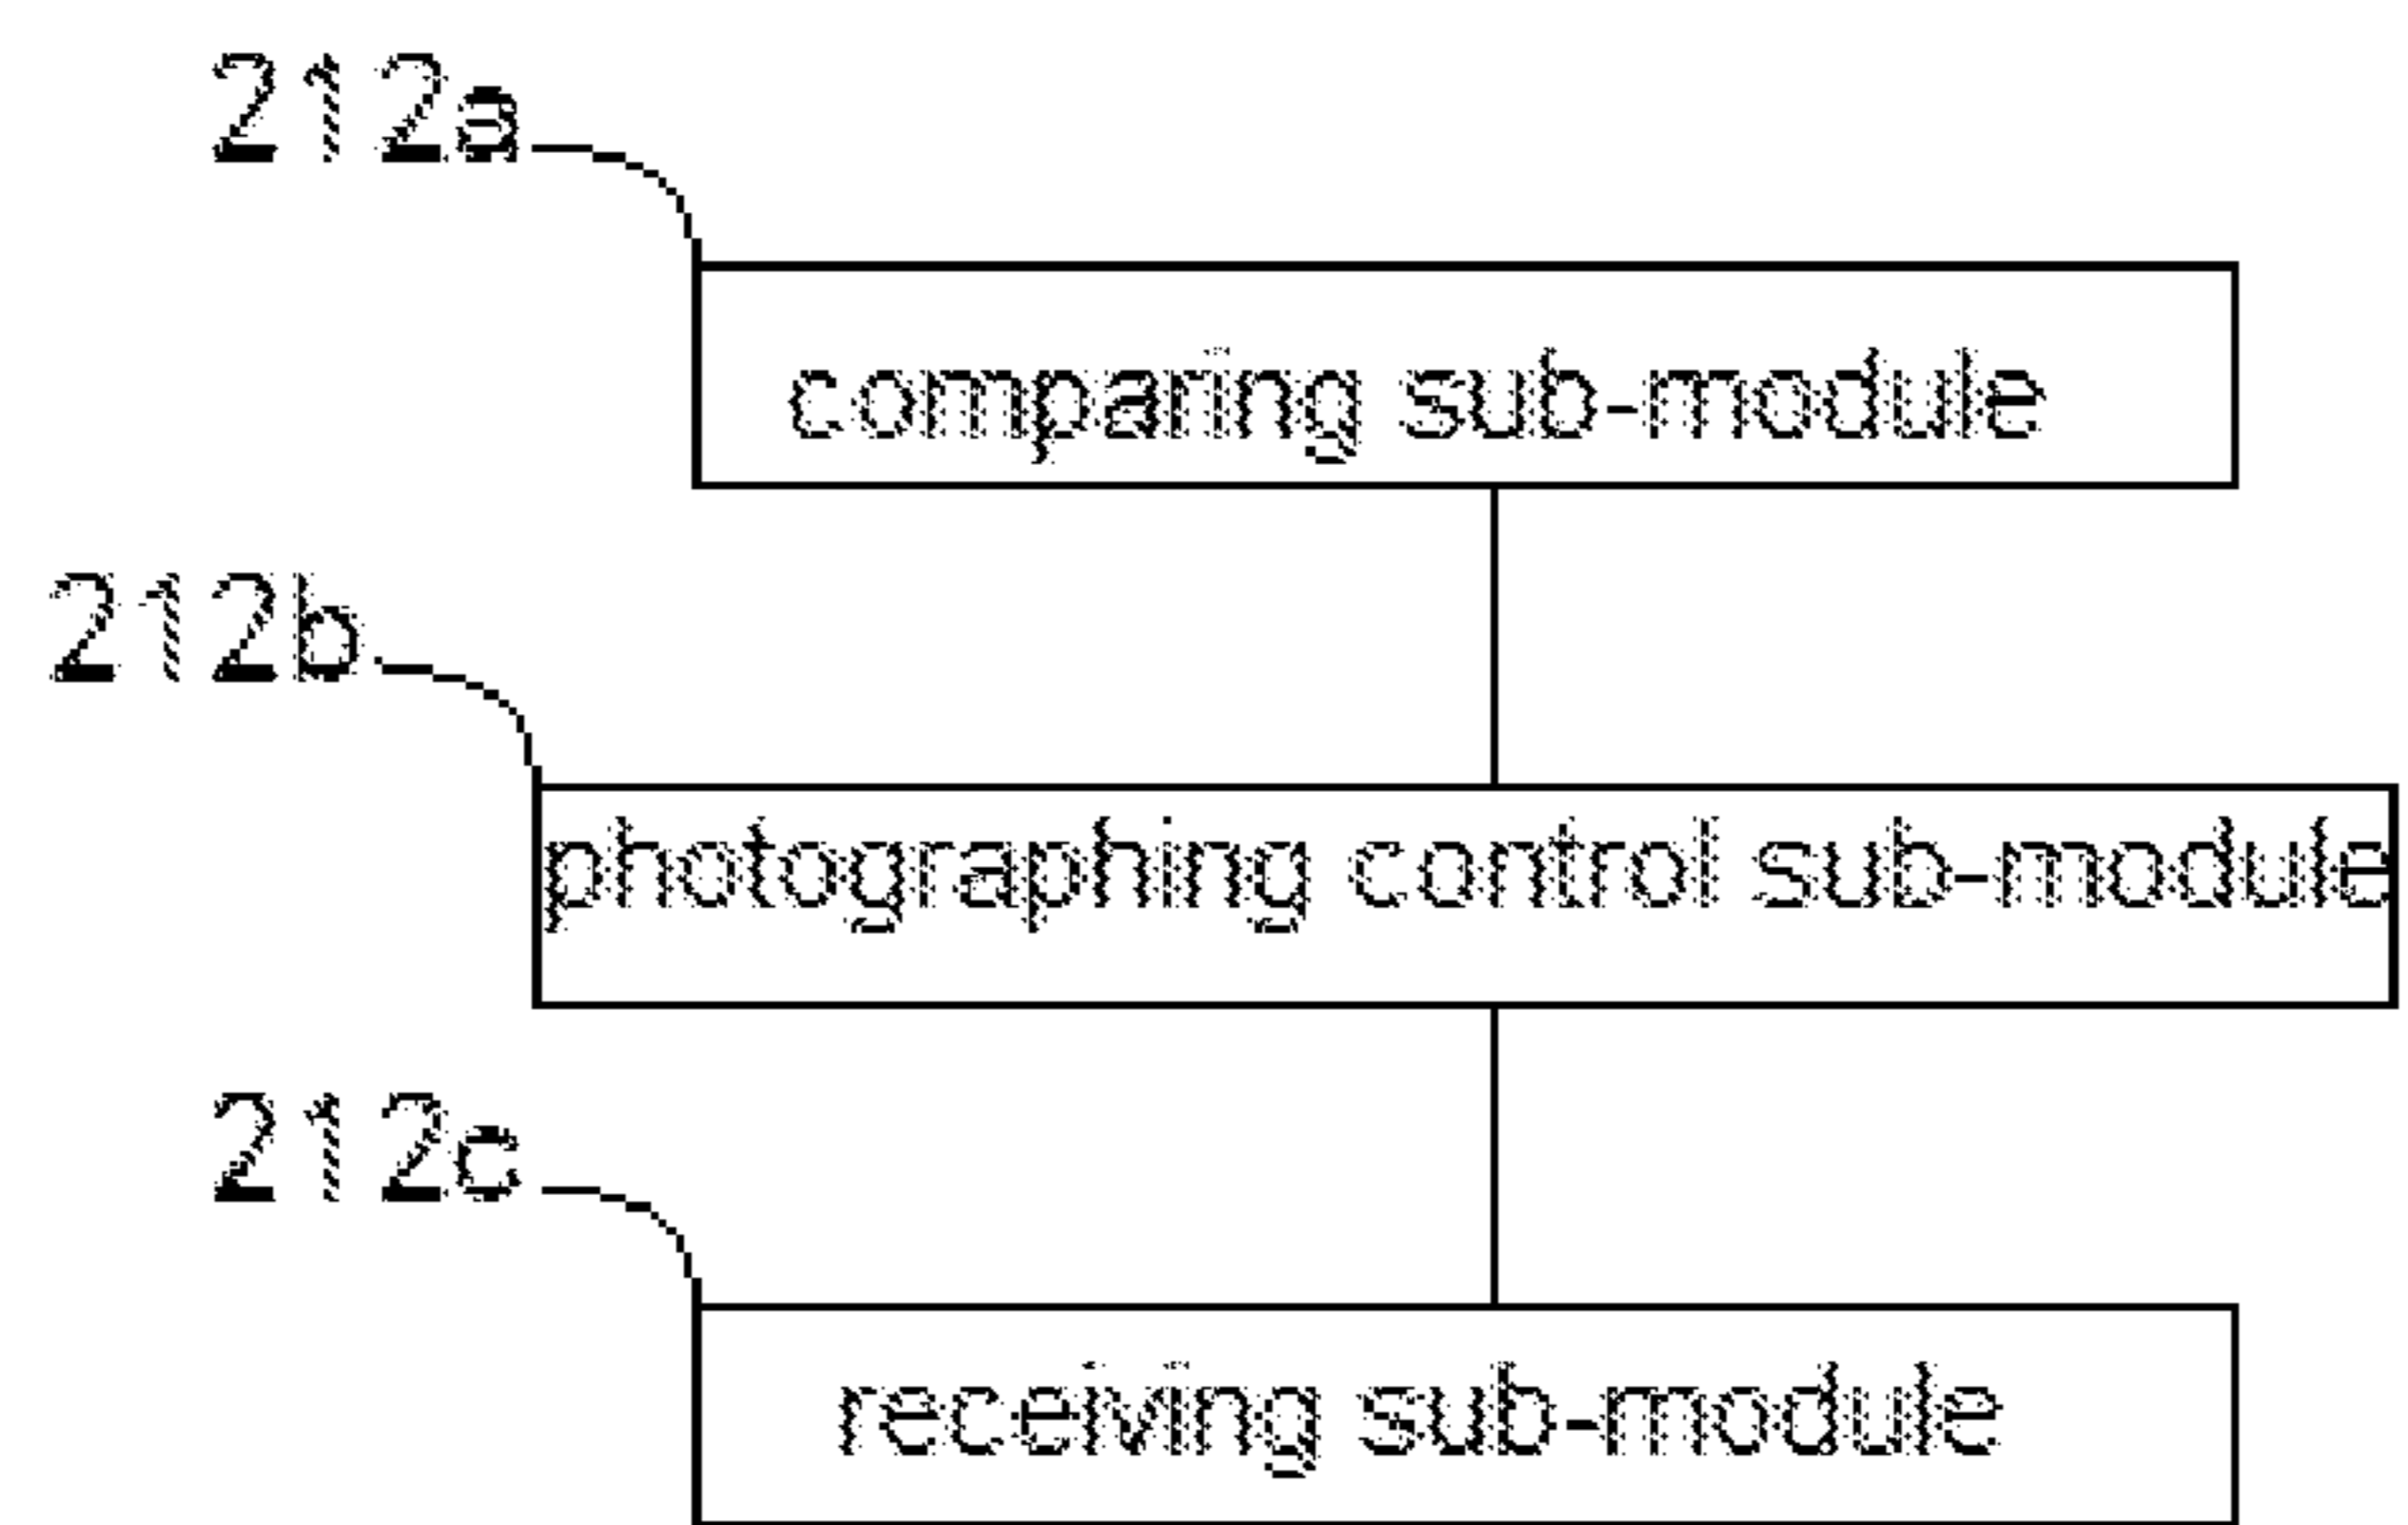 212a
comparing sub-module
212b
photographing control sub-module
212c
receiving sub-module